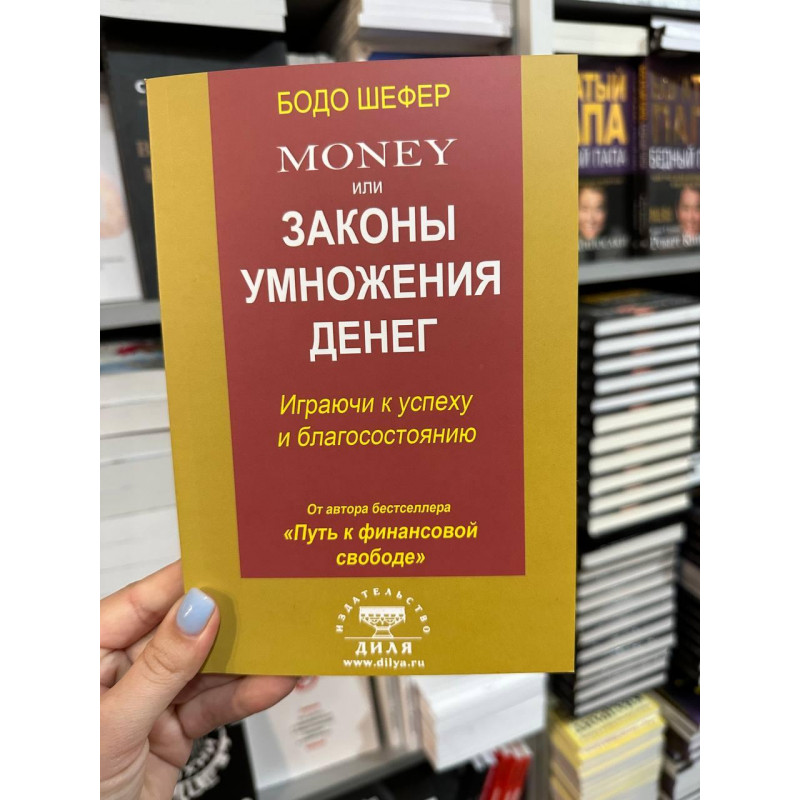 БОДО ШЕФЕР
MONEY
или
ЗАКОНЫ
УМНОЖЕНИЯ
ДЕНЕГ
Играючи к успеху
и благосостоянию
От автора бестселлера
«Путь к финансовой
свободе»
ИЗДАТЕЛЬСТВО
ДИЛЯ
www.dilya.ru
БЕДНЫЙ